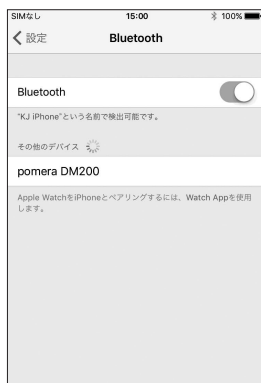 SIMなし 15:00 100%
設定 Bluetooth
Bluetooth
"KJ iPhone"という名前で検出可能です。
その他のデバイス
pomera DM200
Apple WatchをiPhoneとペアリングするには、Watch Appを使用
します。